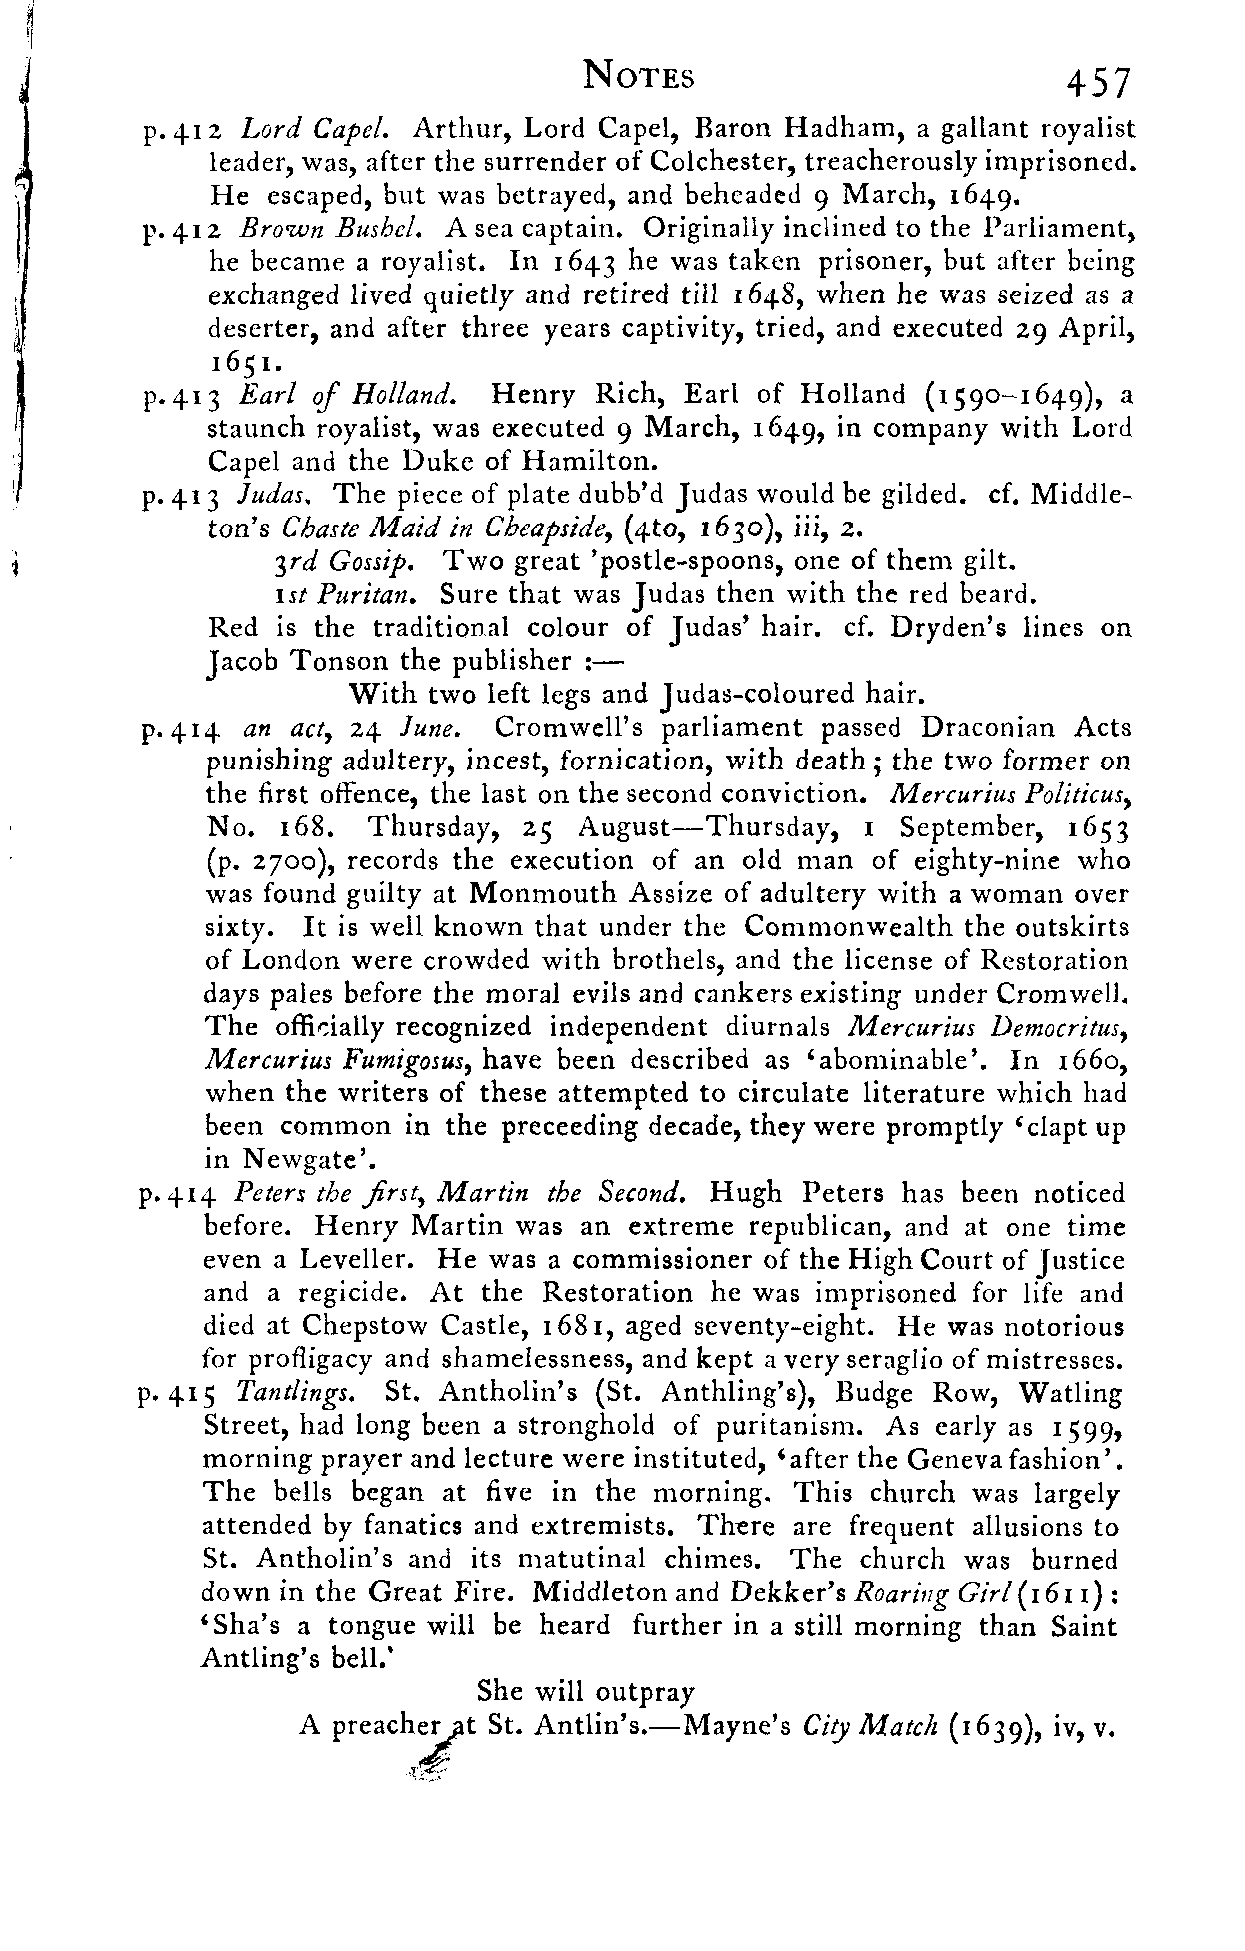 NOTES 457
p. 412 Lord Capel. Arthur, Lord Capel, Baron Hadham, a gallant royalist
leader, was, after the surrender of Colchester, treacherously imprisoned.
He escaped, but was betrayed, and beheaded 9 March, 1649.
p. 412 Brown Bushel. A sea captain. Originally inclined to the Parliament,
he became a royalist. In 1643 he was taken prisoner, but after being
exchanged lived quietly and retired till 1648, when he was seized as a
deserter, and after three years captivity, tried, and executed 29 April,
1651.
p. 413 Earl of Holland. Henry Rich, Earl of Holland (1590–1649), a
staunch royalist, was executed 9 March, 1649, in company with Lord
Capel and the Duke of Hamilton.
p. 413 Judas. The piece of plate dubb'd Judas would be gilded. cf. Middle-
ton's Chaste Maid in Cheapside, (4to, 1630), iii, 2.
3rd Gossip. Two great 'postle-spoons, one of them gilt.
1st Puritan. Sure that was Judas then with the red beard.
Red is the traditional colour of Judas' hair. cf. Dryden's lines on
Jacob Tonson the publisher :—
With two left legs and Judas-coloured hair.
p. 414 an act, 24 June. Cromwell's parliament passed Draconian Acts
punishing adultery, incest, fornication, with death ; the two former on
the first offence, the last on the second conviction. Mercurius Politicus,
No. 168. Thursday, 25 August—Thursday, 1 September, 1653
(p. 2700), records the execution of an old man of eighty-nine who
was found guilty at Monmouth Assize of adultery with a woman over
sixty. It is well known that under the Commonwealth the outskirts
of London were crowded with brothels, and the license of Restoration
days pales before the moral evils and cankers existing under Cromwell.
The officially recognized independent diurnals Mercurius Democritus,
Mercurius Fumigosus, have been described as 'abominable'. In 1660,
when the writers of these attempted to circulate literature which had
been common in the preceeding decade, they were promptly 'clapt up
in Newgate'.
p. 414 Peters the first, Martin the Second. Hugh Peters has been noticed
before. Henry Martin was an extreme republican, and at one time
even a Leveller. He was a commissioner of the High Court of Justice
and a regicide. At the Restoration he was imprisoned for life and
died at Chepstow Castle, 1681, aged seventy-eight. He was notorious
for profligacy and shamelessness, and kept a very seraglio of mistresses.
p. 415 Tantlings. St. Antholin's (St. Anthling's), Budge Row, Watling
Street, had long been a stronghold of puritanism. As early as 1599,
morning prayer and lecture were instituted, 'after the Geneva fashion'.
The bells began at five in the morning. This church was largely
attended by fanatics and extremists. There are frequent allusions to
St. Antholin's and its matutinal chimes. The church was burned
down in the Great Fire. Middleton and Dekker's Roaring Girl (1611) :
'Sha's a tongue will be heard further in a still morning than Saint
Antling's bell.'
She will outpray
A preacher at St. Antlin's.—Mayne's City Match (1639), iv, v.